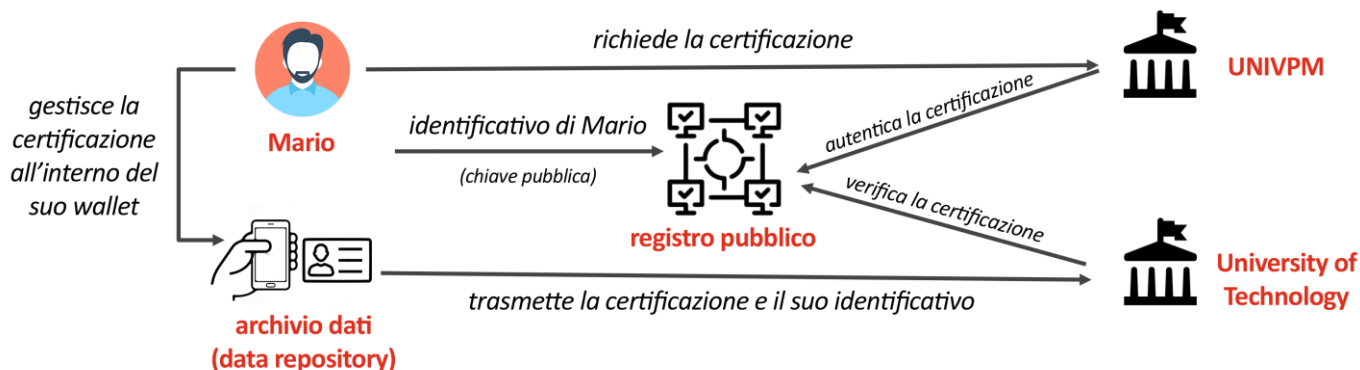 richiede la certificazione
UNIVPM
gestisce la
certificazione
all’interno del
suo wallet
Mario
identificativo di Mario
(chiave pubblica)
autentica la certificazione
verifica la certificazione
registro pubblico
University of
Technology
trasmette la certificazione e il suo identificativo
archivio dati
(data repository)